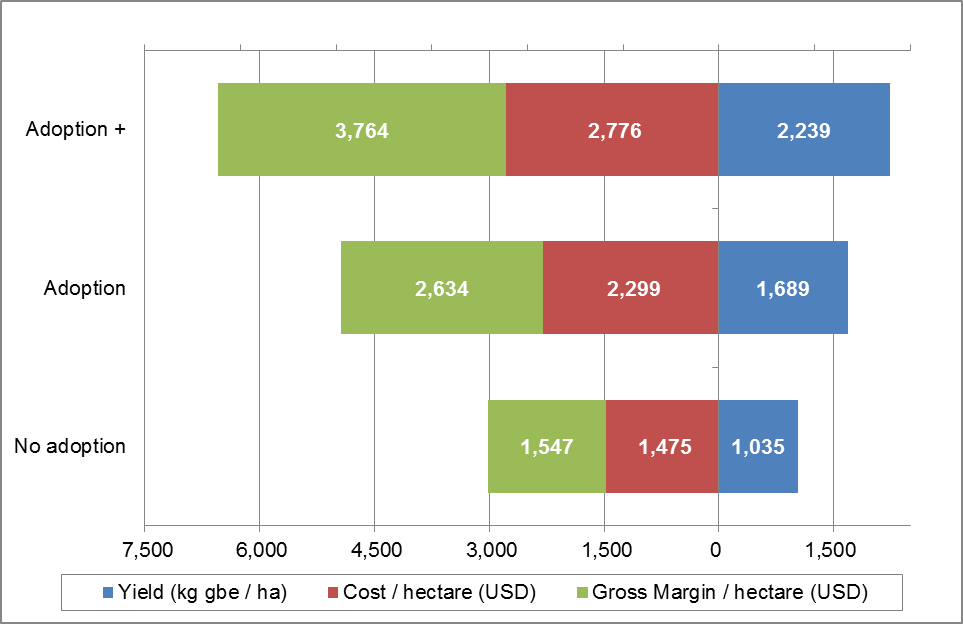 Adoption +
3,764 2,776 2,239
Adoption
2,634 2,299 1,689
No adoption
1,547 1,475 1,035
7,500 6,000 4,500 3,000 1,500 0 1,500
Yield (kg gbe / ha) Cost / hectare (USD) Gross Margin / hectare (USD)